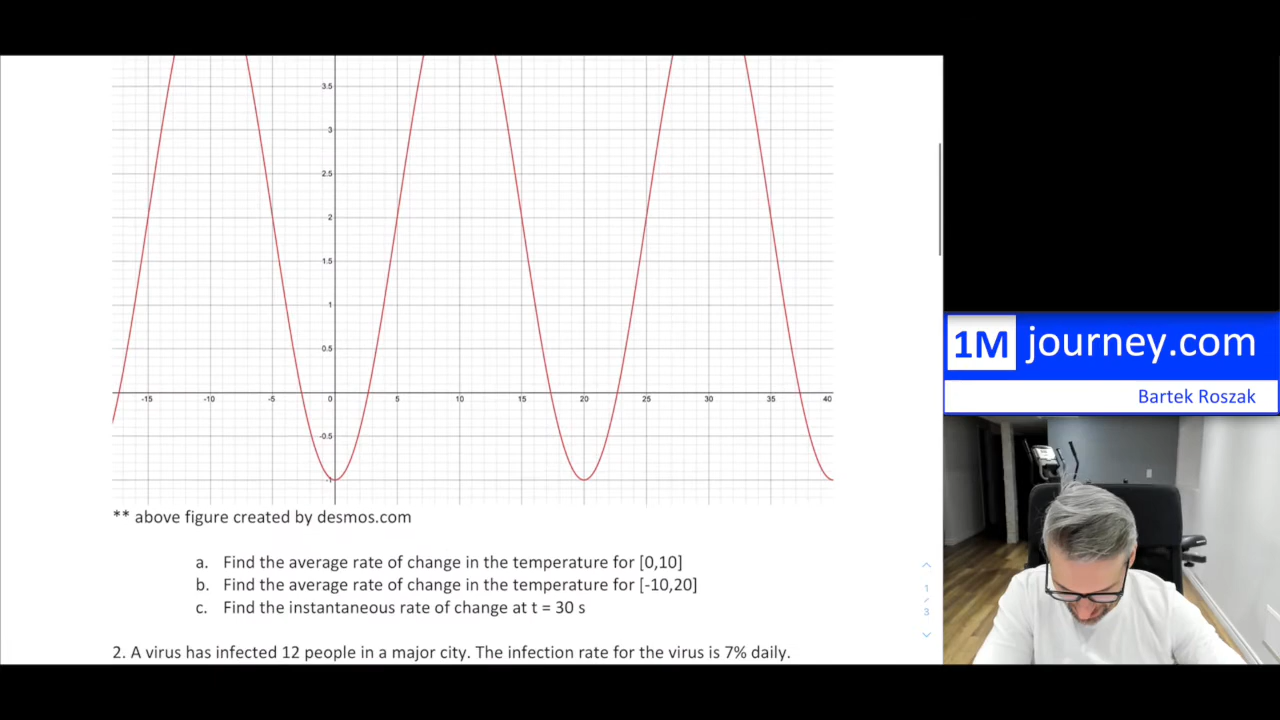 3.5
3
2.5
2
1.5
1
0.5
-15 -10 -5 0 5 10 15 20 25 30 35 40
-0.5
-1
** above figure created by desmos.com
a. Find the average rate of change in the temperature for [0,10]
b. Find the average rate of change in the temperature for [-10,20]
c. Find the instantaneous rate of change at t = 30 s
2. A virus has infected 12 people in a major city. The infection rate for the virus is 7% daily.
1
/
3
1M journey.com
Bartek Roszak